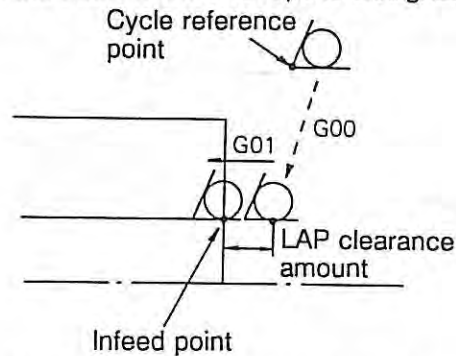 Cycle reference
point
G00
G01
LAP clearance
amount
Infeed point